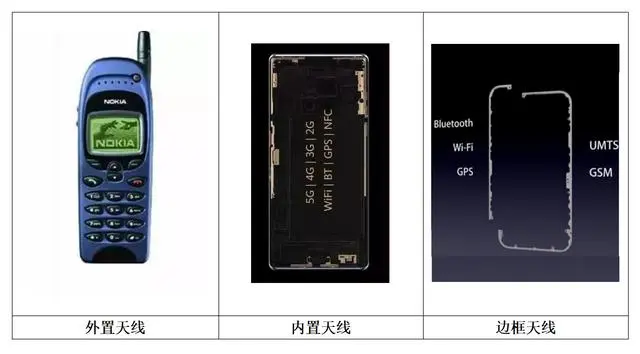 NOKIA
NOKIA
外置天线
5G | 4G | 3G | 2G
WiFi | BT | GPS | NFC
内置天线
Bluetooth
Wi-Fi
GPS
UMTS
GSM
边框天线